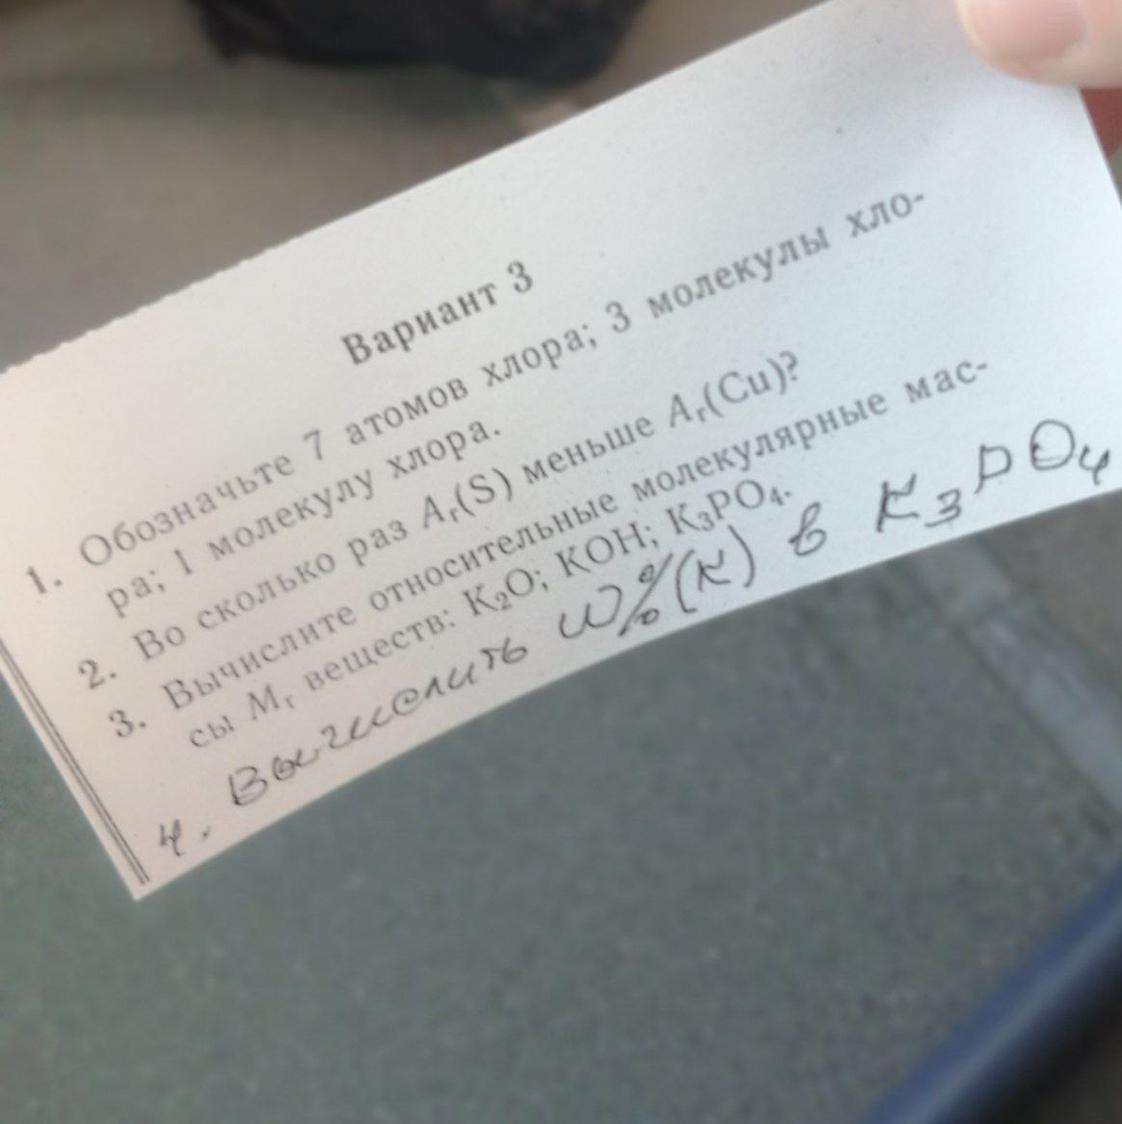 Вариант 3
1. Обозначьте 7 атомов хлора; 3 молекулы хло-
ра; 1 молекулу хлора.
2. Во сколько раз Aᵣ(S) меньше Aᵣ(Cu)?
3. Вычислите относительные молекулярные мас-
сы Mᵣ веществ: K₂O; KOH; K₃PO₄.
4. Вычислить W%(K) в K₃PO₄